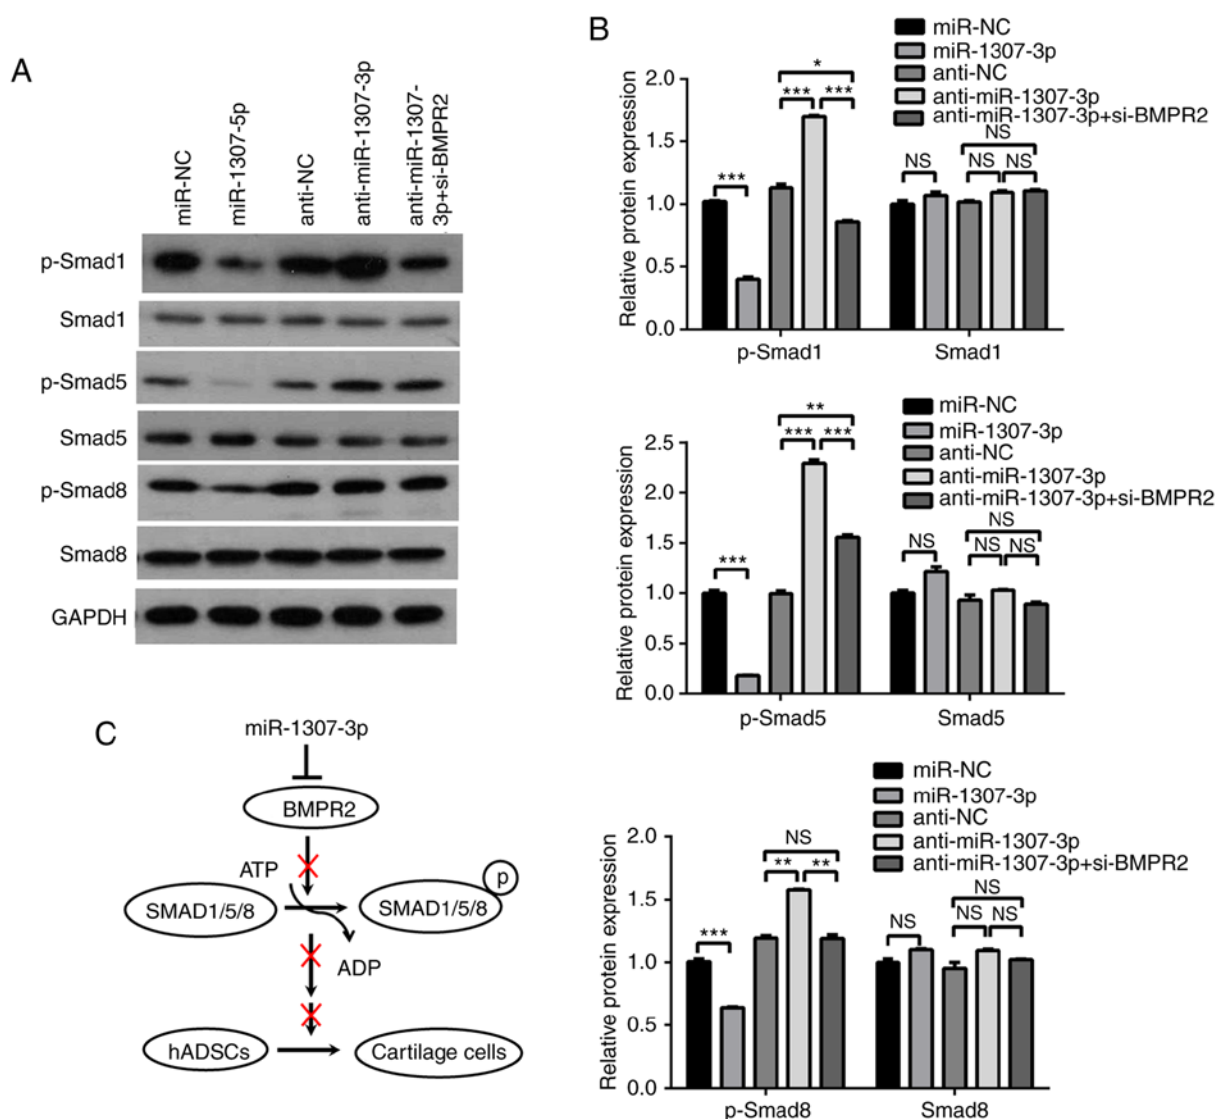 A
miR-NC
miR-1307-5p
anti-NC
anti-miR-1307-3p
anti-miR-1307-
3p+si-BMPR2
p-Smad1
Smad1
p-Smad5
Smad5
p-Smad8
Smad8
GAPDH
B
miR-NC
miR-1307-3p
anti-NC
anti-miR-1307-3p
anti-miR-1307-3p+si-BMPR2
Relative protein expression
2.0
1.5
1.0
0.5
0.0
***
***
***
*
NS
NS
NS
NS
p-Smad1
Smad1
miR-NC
miR-1307-3p
anti-NC
anti-miR-1307-3p
anti-miR-1307-3p+si-BMPR2
Relative protein expression
2.5
2.0
1.5
1.0
0.5
0.0
***
***
***
**
NS
NS
NS
NS
p-Smad5
Smad5
miR-NC
miR-1307-3p
anti-NC
anti-miR-1307-3p
anti-miR-1307-3p+si-BMPR2
Relative protein expression
2.0
1.5
1.0
0.5
0.0
***
**
**
NS
NS
NS
NS
NS
p-Smad8
Smad8
C
miR-1307-3p
BMPR2
ATP
p
SMAD1/5/8
SMAD1/5/8
ADP
hADSCs
Cartilage cells